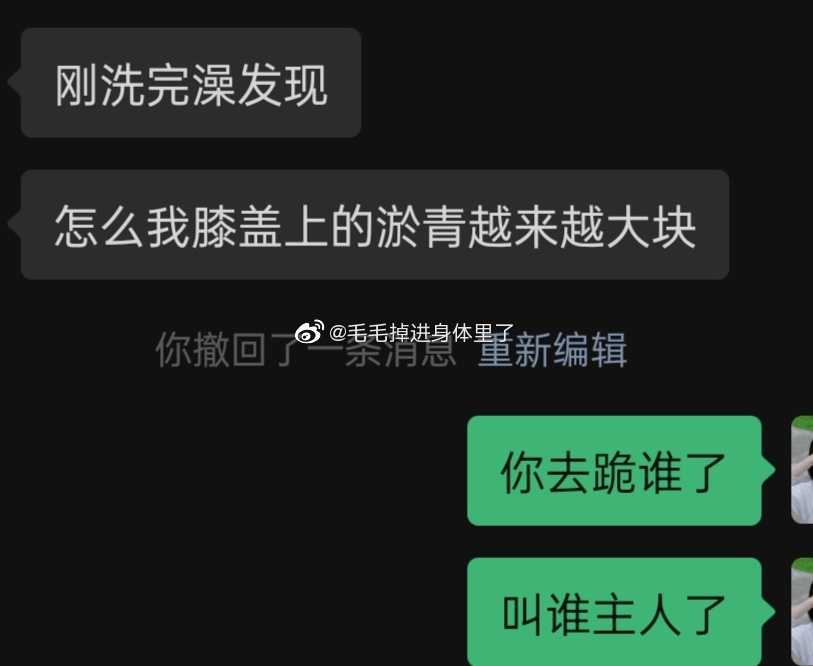 刚洗完澡发现
怎么我膝盖上的淤青越来越大块
@毛毛掉进身体里了
你撤回了一条消息 重新编辑
你去跪谁了
叫谁主人了